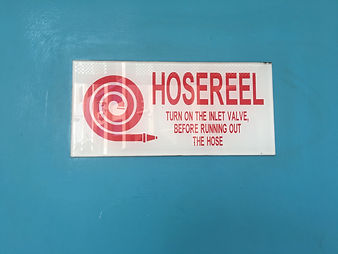 HOSEREEL
TURN ON THE INLET VALVE,
BEFORE RUNNING OUT
THE HOSE